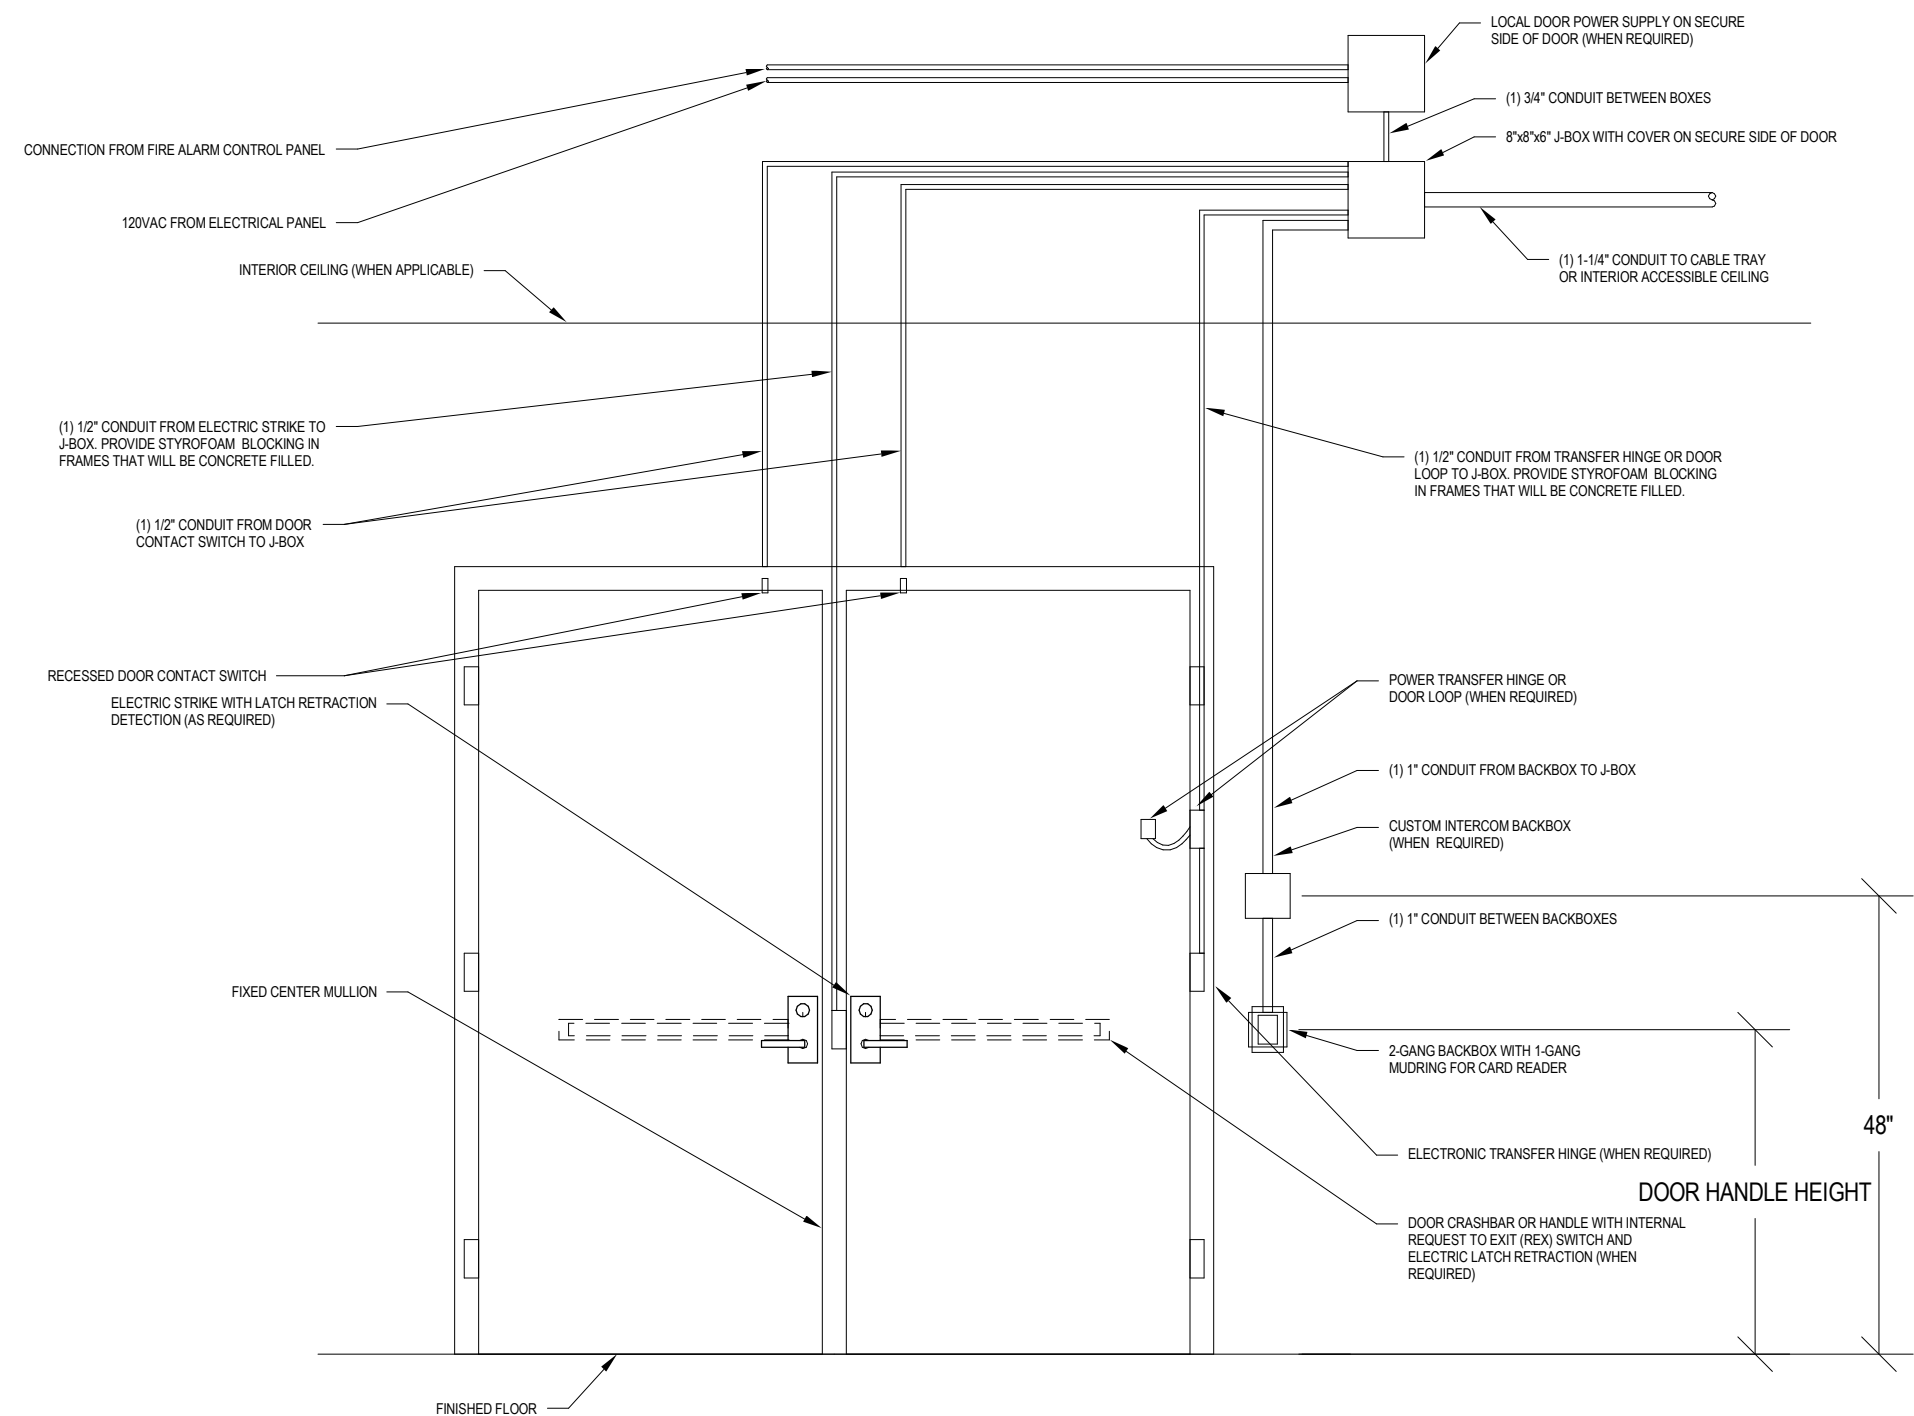 LOCAL DOOR POWER SUPPLY ON SECURE
SIDE OF DOOR (WHEN REQUIRED)
(1) 3/4" CONDUIT BETWEEN BOXES
8"x8"x6" J-BOX WITH COVER ON SECURE SIDE OF DOOR
CONNECTION FROM FIRE ALARM CONTROL PANEL
120VAC FROM ELECTRICAL PANEL
INTERIOR CEILING (WHEN APPLICABLE)
(1) 1-1/4" CONDUIT TO CABLE TRAY
OR INTERIOR ACCESSIBLE CEILING
(1) 1/2" CONDUIT FROM ELECTRIC STRIKE TO
J-BOX. PROVIDE STYROFOAM BLOCKING IN
FRAMES THAT WILL BE CONCRETE FILLED.
(1) 1/2" CONDUIT FROM TRANSFER HINGE OR DOOR
LOOP TO J-BOX. PROVIDE STYROFOAM BLOCKING
IN FRAMES THAT WILL BE CONCRETE FILLED.
(1) 1/2" CONDUIT FROM DOOR
CONTACT SWITCH TO J-BOX
RECESSED DOOR CONTACT SWITCH
ELECTRIC STRIKE WITH LATCH RETRACTION
DETECTION (AS REQUIRED)
POWER TRANSFER HINGE OR
DOOR LOOP (WHEN REQUIRED)
(1) 1" CONDUIT FROM BACKBOX TO J-BOX
CUSTOM INTERCOM BACKBOX
(WHEN REQUIRED)
(1) 1" CONDUIT BETWEEN BACKBOXES
FIXED CENTER MULLION
2-GANG BACKBOX WITH 1-GANG
MUDRING FOR CARD READER
48"
ELECTRONIC TRANSFER HINGE (WHEN REQUIRED)
DOOR HANDLE HEIGHT
DOOR CRASHBAR OR HANDLE WITH INTERNAL
REQUEST TO EXIT (REX) SWITCH AND
ELECTRIC LATCH RETRACTION (WHEN
REQUIRED)
FINISHED FLOOR